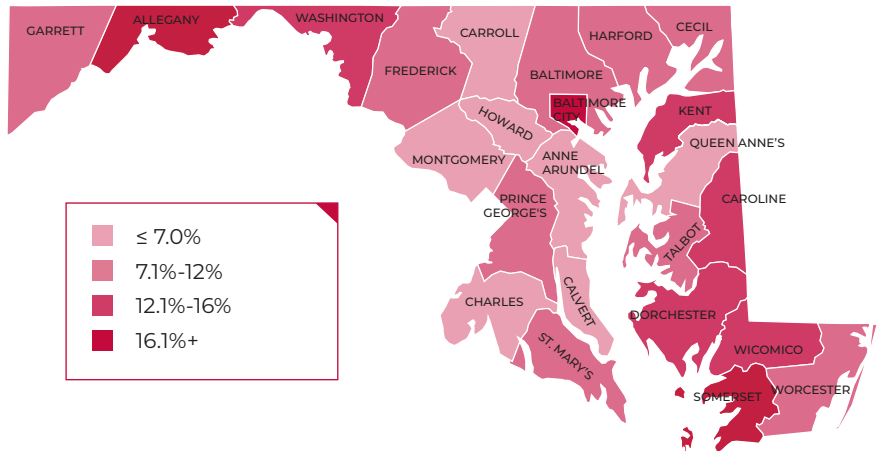 GARRETT
ALLEGANY
WASHINGTON
FREDERICK
CARROLL
BALTIMORE
HARFORD
CECIL
BALTIMORE
CITY
HOWARD
MONTGOMERY
ANNE
ARUNDEL
KENT
QUEEN ANNE'S
CAROLINE
PRINCE
GEORGE'S
TALBOT
CHARLES
CALVERT
ST. MARY'S
DORCHESTER
WICOMICO
SOMERSET
WORCESTER
≤ 7.0%
7.1%-12%
12.1%-16%
16.1%+